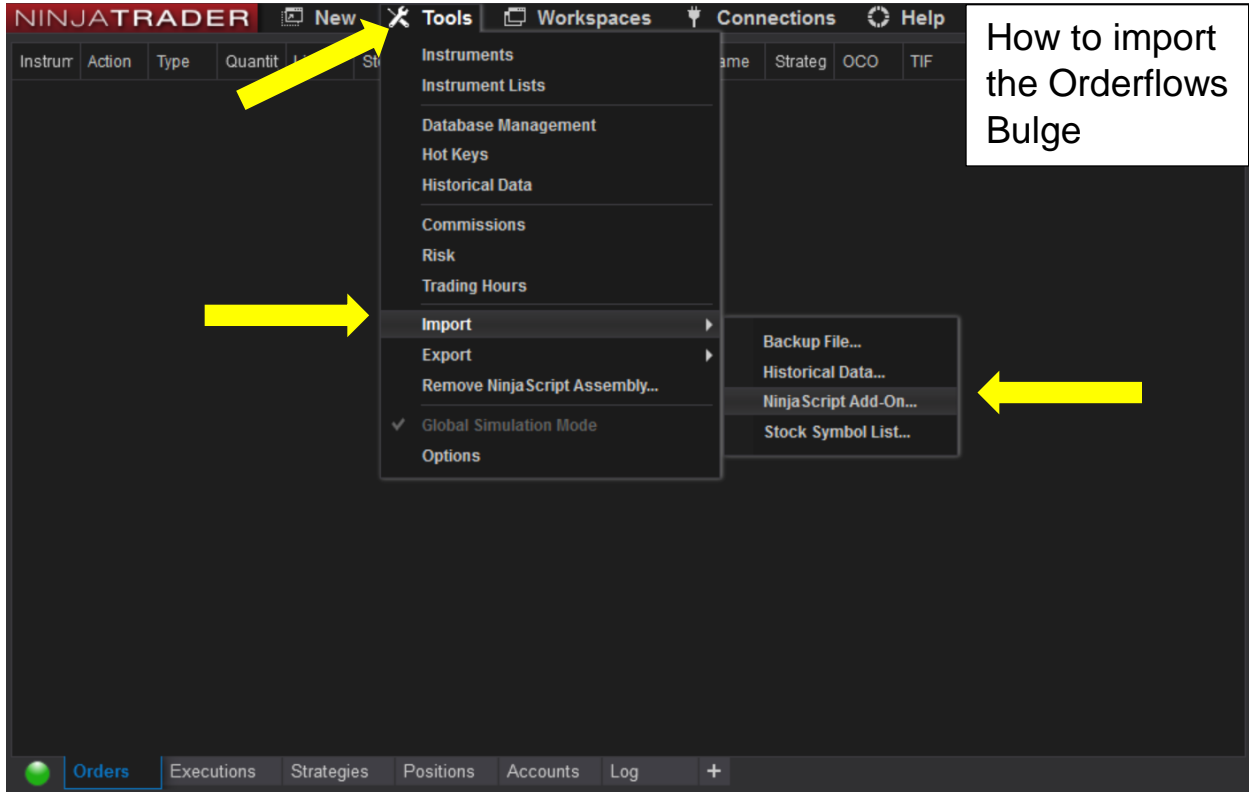 NINJATRADER New Tools Workspaces Connections Help
How to import
the Orderflows
Bulge
Instrum Action Type Quantit Strateg OCO TIF
Instruments
Instrument Lists
Database Management
Hot Keys
Historical Data
Commissions
Risk
Trading Hours
Import
Export
Remove NinjaScript Assembly...
Global Simulation Mode
Options
Backup File...
Historical Data...
NinjaScript Add-On...
Stock Symbol List...
Orders Executions Strategies Positions Accounts Log +